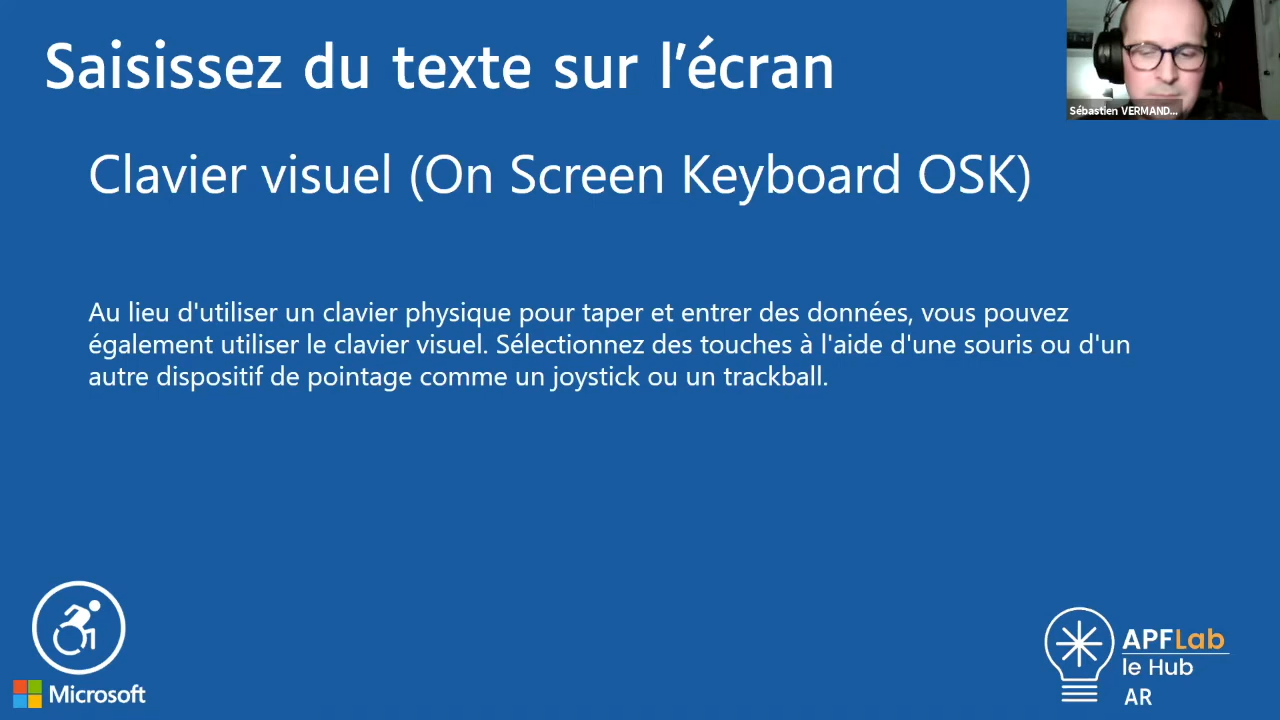 Saisissez du texte sur l'écran
Sébastien VERMAND...
Clavier visuel (On Screen Keyboard OSK)
Au lieu d'utiliser un clavier physique pour taper et entrer des données, vous pouvez
également utiliser le clavier visuel. Sélectionnez des touches à l'aide d'une souris ou d'un
autre dispositif de pointage comme un joystick ou un trackball.
Microsoft
APFLab
le Hub
AR